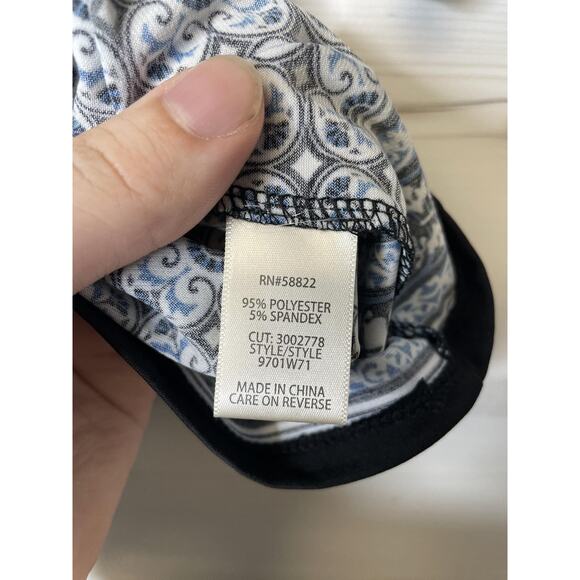 RN#58822
95% POLYESTER
5% SPANDEX
CUT: 3002778
STYLE/STYLE
9701W71
MADE IN CHINA
CARE ON REVERSE